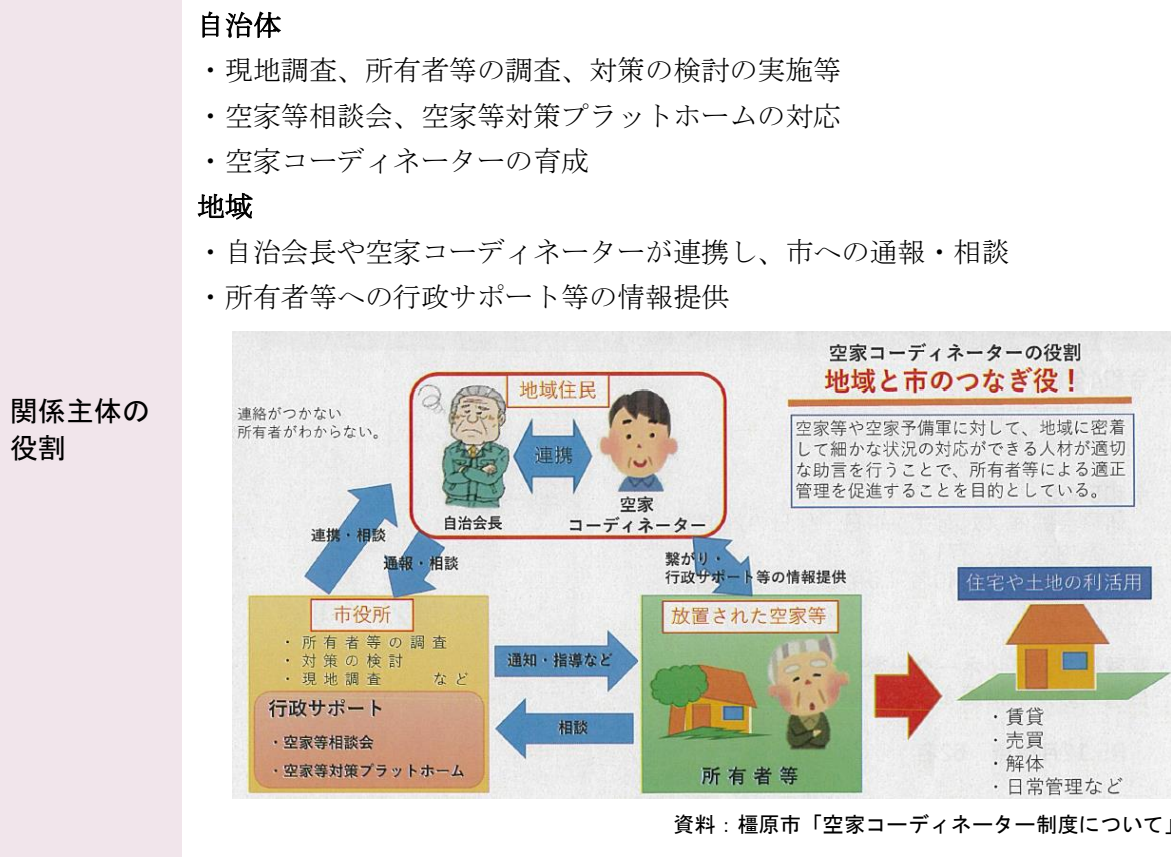 関係主体の
役割
自治体
・現地調査、所有者等の調査、対策の検討の実施等
・空家等相談会、空家等対策プラットホームの対応
・空家コーディネーターの育成
地域
・自治会長や空家コーディネーターが連携し、市への通報・相談
・所有者等への行政サポート等の情報提供
空家コーディネーターの役割
地域と市のつなぎ役！
空家等や空家予備軍に対して、地域に密着
して細かな状況の対応ができる人材が適切
な助言を行うことで、所有者等による適正
管理を促進することを目的としている。
地域住民
連絡がつかない
所有者がわからない。
連携
自治会長
空家
コーディネーター
連携・相談
通報・相談
繋がり・
行政サポート等の情報提供
市役所
・所有者等の調査
・対策の検討
・現地調査　など
行政サポート
・空家等相談会
・空家等対策プラットホーム
通知・指導など
相談
放置された空家等
所有者等
住宅や土地の利活用
・賃貸
・売買
・解体
・日常管理など
資料：橿原市「空家コーディネーター制度について」